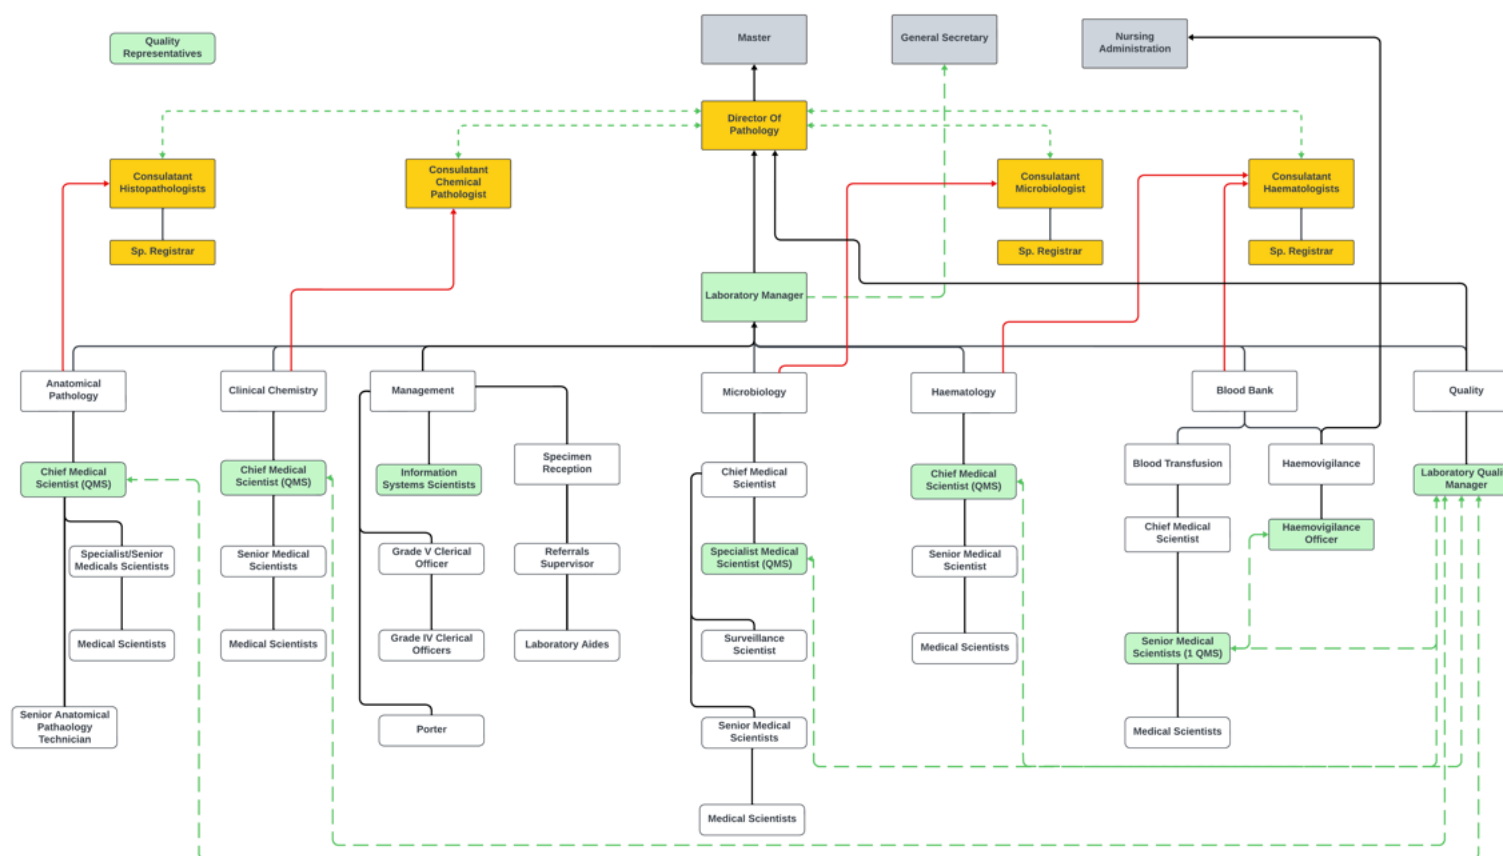 Quality
Representatives
Master
General Secretary
Nursing
Administration
Director Of
Pathology
Consulatant
Histopathologists
Consulatant
Chemical
Pathologist
Consulatant
Microbiologist
Consulatant
Haematologists
Sp. Registrar
Sp. Registrar
Sp. Registrar
Laboratory Manager
Anatomical
Pathology
Clinical Chemistry
Management
Microbiology
Haematology
Blood Bank
Quality
Chief Medical
Scientist (QMS)
Chief Medical
Scientist (QMS)
Information
Systems Scientists
Specimen
Reception
Chief Medical
Scientist
Chief Medical
Scientist (QMS)
Blood Transfusion
Haemovigilance
Laboratory Quali
Manager
Specialist/Senior
Medicals Scientists
Senior Medical
Scientists
Grade V Clerical
Officer
Referrals
Supervisor
Specialist Medical
Scientist (QMS)
Senior Medical
Scientist
Chief Medical
Scientist
Haemovigilance
Officer
Medical Scientists
Medical Scientists
Grade IV Clerical
Officers
Laboratory Aides
Surveillance
Scientist
Medical Scientists
Senior Medical
Scientists (1 QMS)
Senior Anatomical
Pathaology
Technician
Porter
Senior Medical
Scientists
Medical Scientists
Medical Scientists